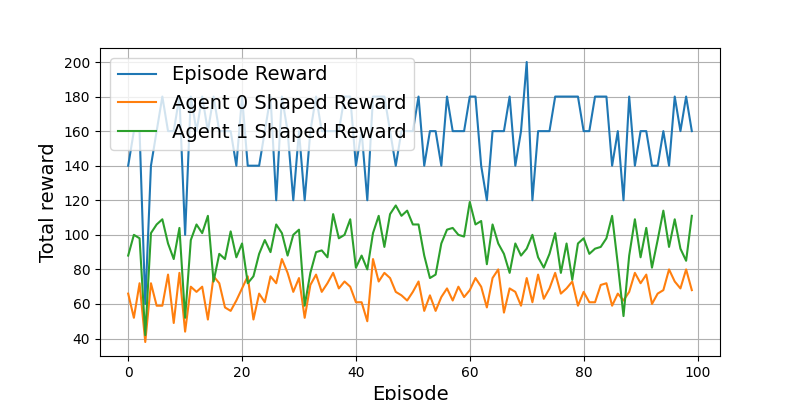 200
180
160
140
120
100
80
60
40
Total reward
Episode Reward
Agent 0 Shaped Reward
Agent 1 Shaped Reward
0 20 40 60 80 100
Episode